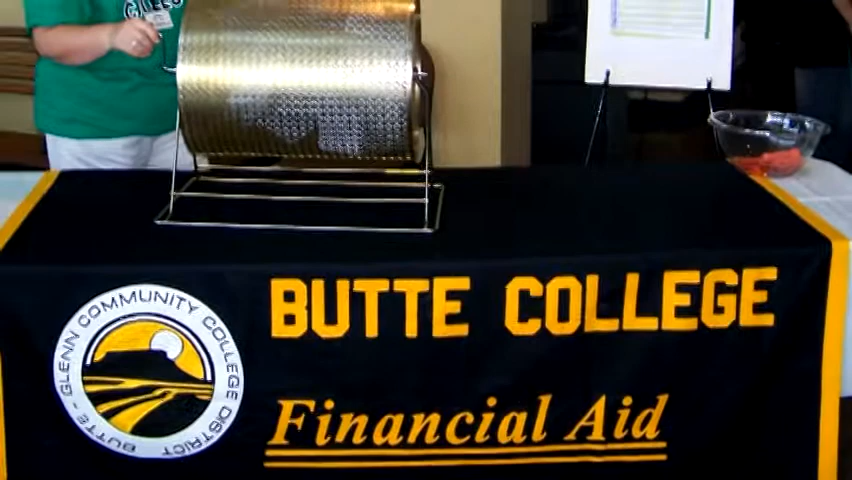 BUTTE COLLEGE
Financial Aid
BUTTE - GLENN COMMUNITY COLLEGE DISTRICT